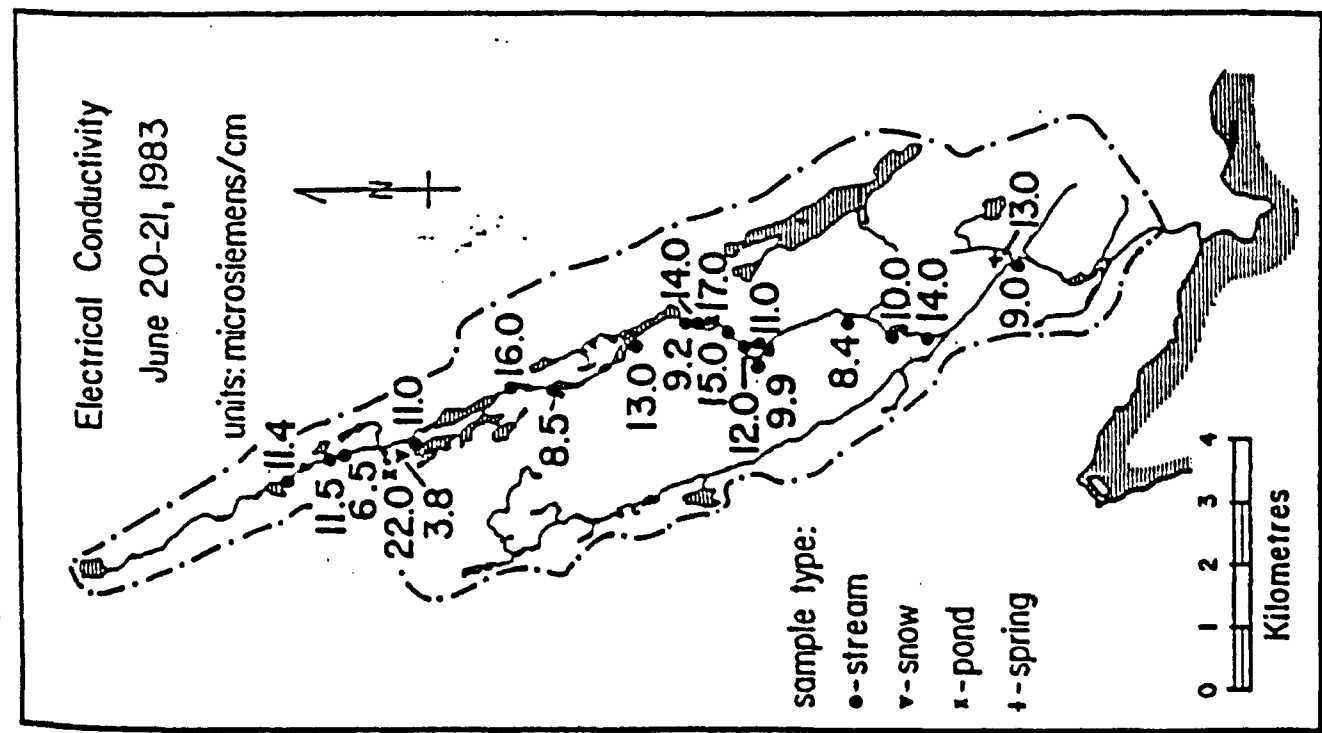 Electrical Conductivity
June 20-21, 1983
units: microsiemens/cm
N
11.4
11.5
6.5
22.0
3.8
11.0
16.0
8.5
13.0
14.0
9.2
17.0
15.0
11.0
12.0
9.9
8.4
10.0
14.0
13.0
9.0
sample type:
●-stream
▾-snow
x-pond
+-spring
0 1 2 3 4
Kilometres